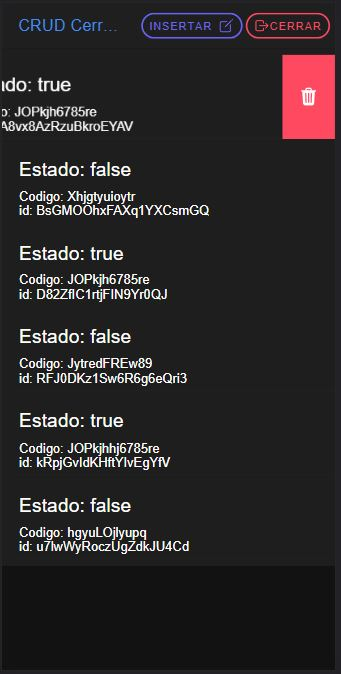 CRUD Cerr...
INSERTAR
CERRAR
ado: true
o: JOPkjh6785re
A8vx8AzRzuBkroEYAV
Estado: false
Codigo: Xhjgtyuioytr
id: BsGMOOhxFAXq1YXCsmGQ
Estado: true
Codigo: JOPkjh6785re
id: D82ZfIC1rtjFIN9Yr0QJ
Estado: false
Codigo: JytredFREw89
id: RFJ0DKz1Sw6R6g6eQri3
Estado: true
Codigo: JOPkjhhj6785re
id: kRpjGvIdKHftYIvEgYfV
Estado: false
Codigo: hgyuLOjlyupq
id: u7lwWyRoczUgZdkJU4Cd